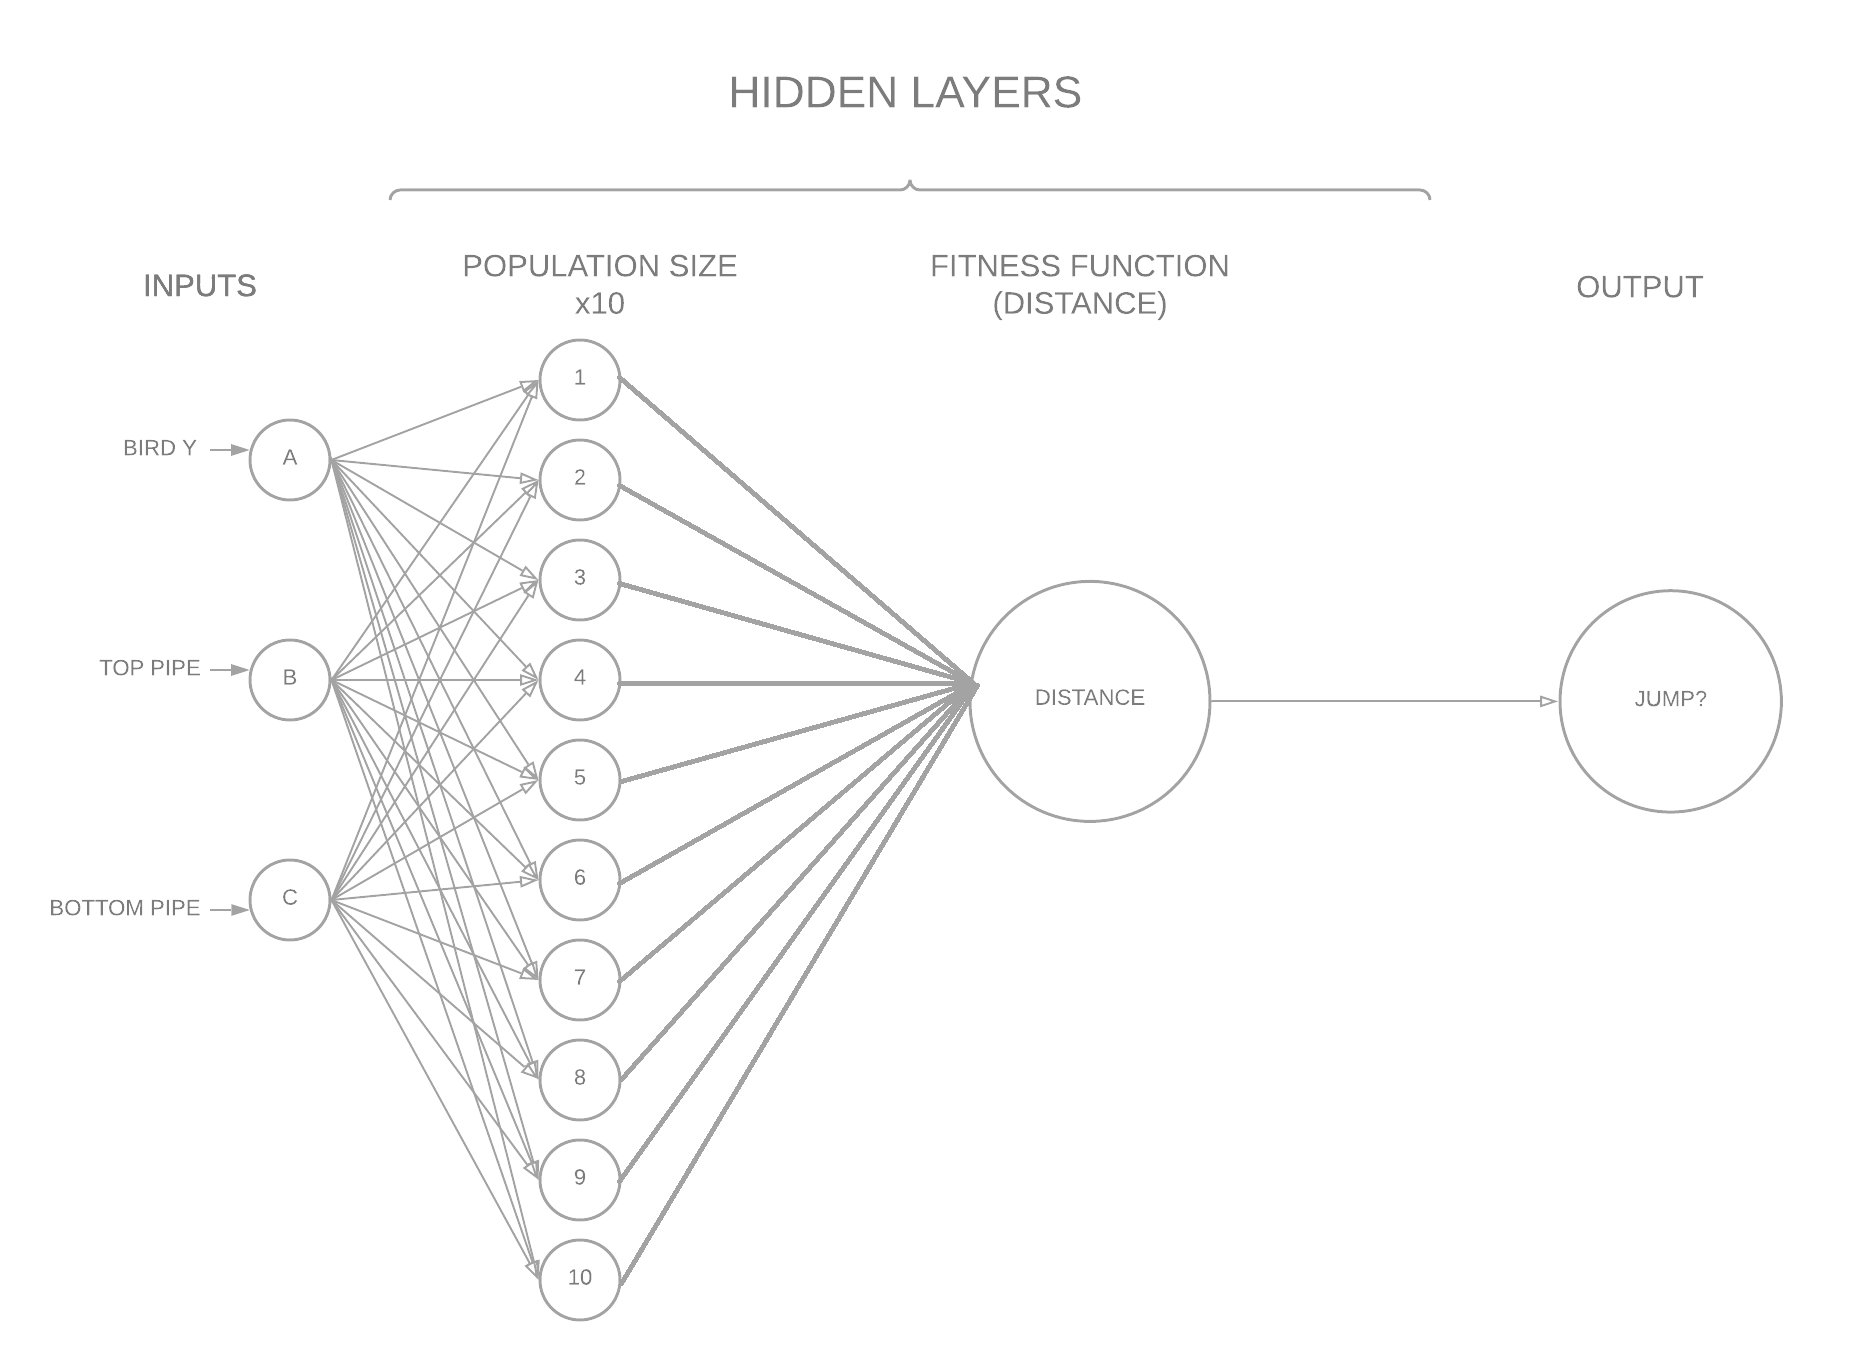 HIDDEN LAYERS
INPUTS
POPULATION SIZE
x10
FITNESS FUNCTION
(DISTANCE)
OUTPUT
BIRD Y
A
TOP PIPE
B
BOTTOM PIPE
C
1
2
3
4
5
6
7
8
9
10
DISTANCE
JUMP?